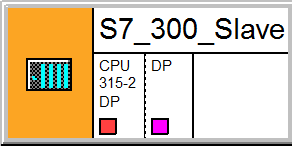 S7_300_Slave
CPU 315-2 DP
DP